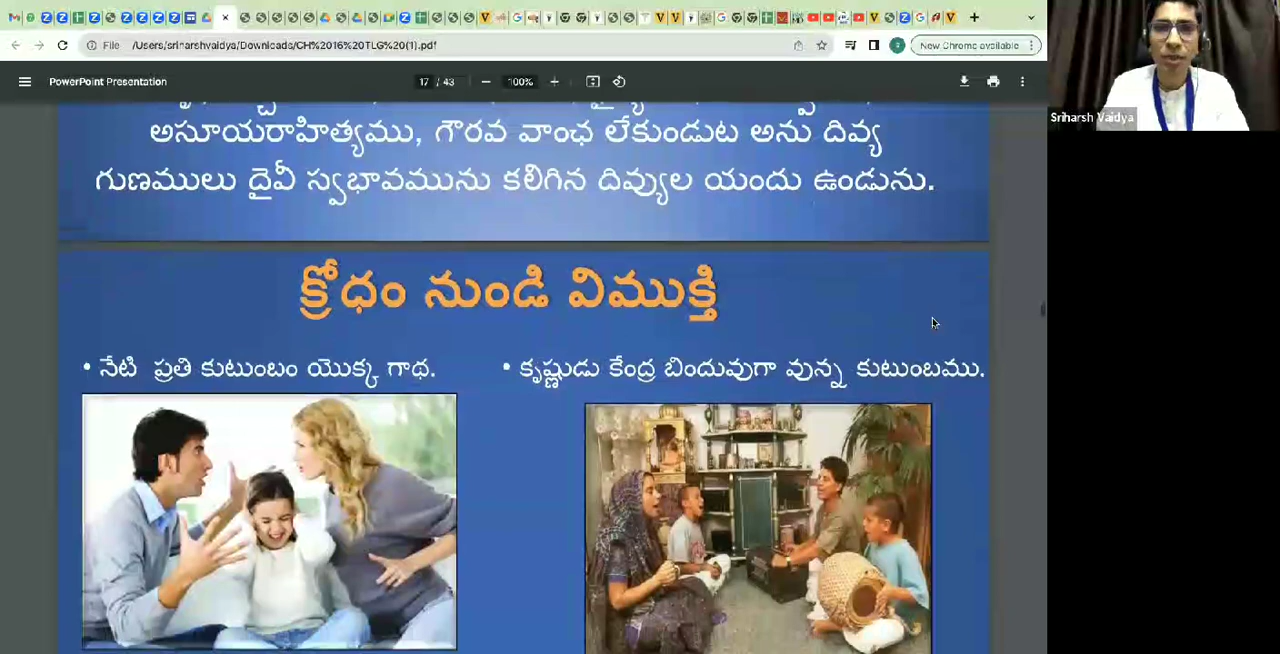 File /Users/sriharshvaidya/Downloads/CH%2016%20TLG%20(1).pdf
New Chrome available
PowerPoint Presentation
17 / 43
100%
అసూయరాహిత్యము, గౌరవ వాంఛ లేకుండుట అను దివ్య
గుణములు దైవీ స్వభావమును కలిగిన దివ్యుల యందు ఉండును.
క్రోధం నుండి విముక్తి
• నేటి ప్రతి కుటుంబం యొక్క గాథ.
• కృష్ణుడు కేంద్ర బిందువుగా వున్న కుటుంబము.
Sriharsh Vaidya